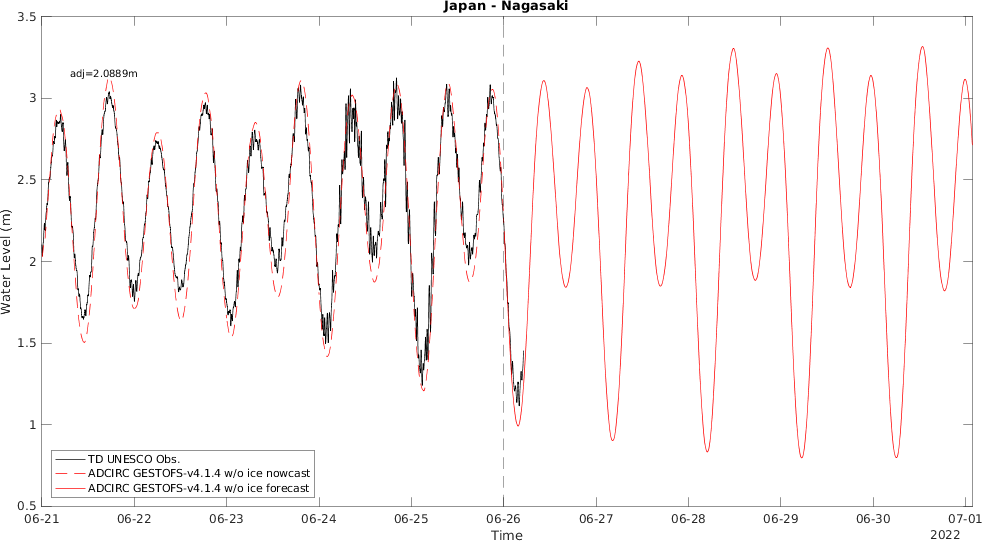 Japan - Nagasaki
adj=2.0889m
3.5
3
2.5
2
1.5
1
0.5
Water Level (m)
TD UNESCO Obs.
ADCIRC GESTOFS-v4.1.4 w/o ice nowcast
ADCIRC GESTOFS-v4.1.4 w/o ice forecast
06-21 06-22 06-23 06-24 06-25 06-26 06-27 06-28 06-29 06-30 07-01
Time
2022